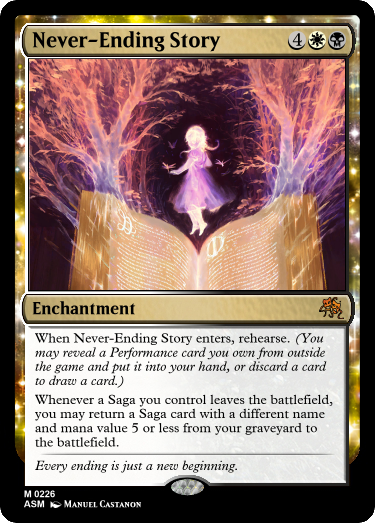 Never-Ending Story 4
Enchantment
When Never-Ending Story enters, rehearse. (You
may reveal a Performance card you own from outside
the game and put it into your hand, or discard a card
to draw a card.)
Whenever a Saga you control leaves the battlefield,
you may return a Saga card with a different name
and mana value 5 or less from your graveyard to
the battlefield.
Every ending is just a new beginning.
M 0226
ASM Manuel Castanon